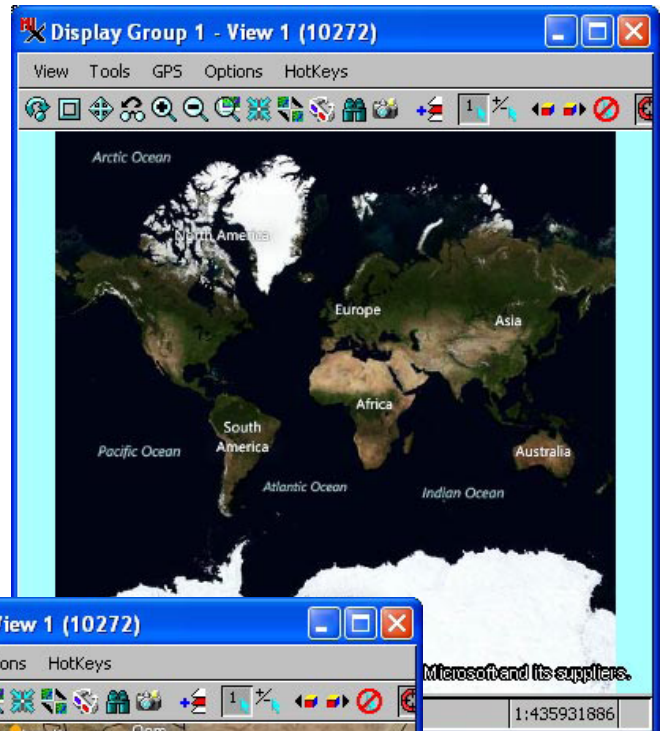 Display Group 1 - View 1 (10272)
View Tools GPS Options HotKeys
1
Arctic Ocean
North America
Europe
Asia
Africa
South
America
Australia
Pacific Ocean
Atlantic Ocean
Indian Ocean
Microsoft and its suppliers.
1:435931886
View 1 (10272)
ons HotKeys
1
Qom